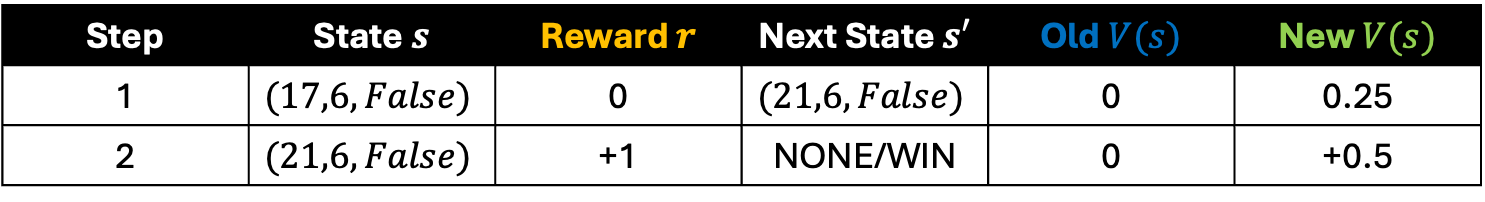 Step State s Reward r Next State s′ Old V(s) New V(s)
1 (17,6, False) 0 (21,6, False) 0 0.25
2 (21,6, False) +1 NONE/WIN 0 +0.5